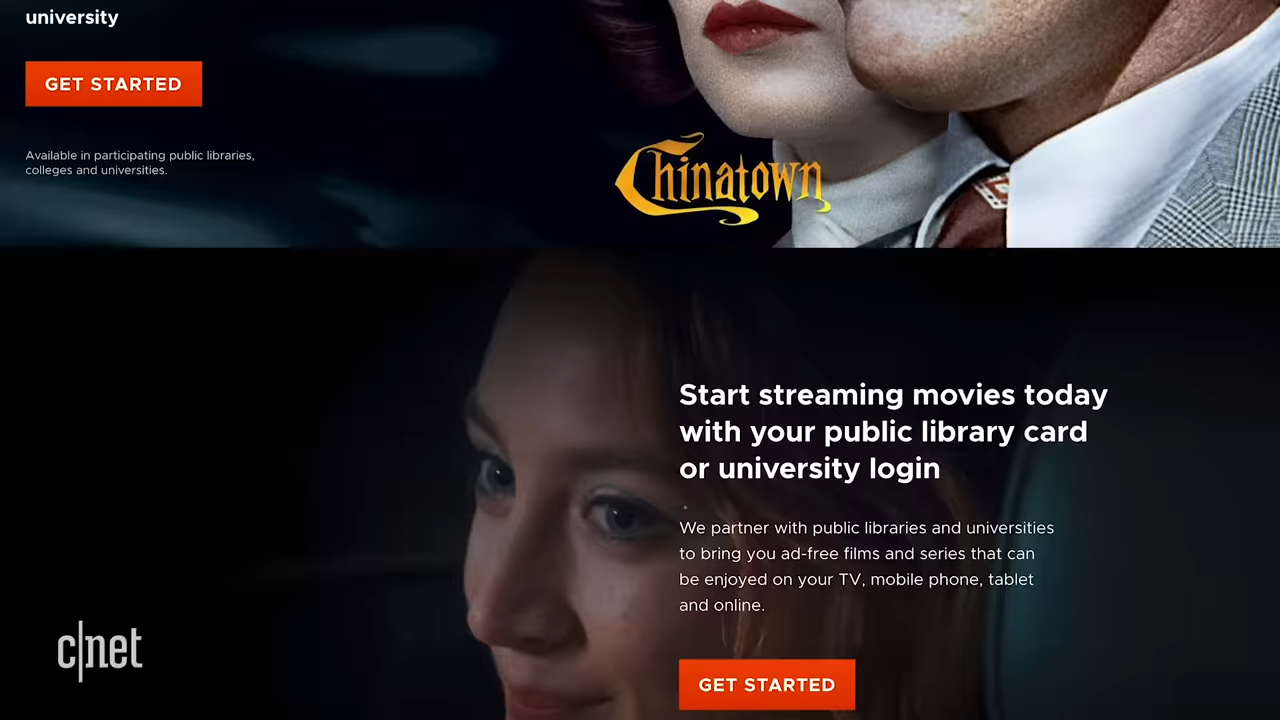 university
GET STARTED
Available in participating public libraries,
colleges and universities.
Chinatown
Start streaming movies today
with your public library card
or university login
We partner with public libraries and universities
to bring you ad-free films and series that can
be enjoyed on your TV, mobile phone, tablet
and online.
c|net
GET STARTED